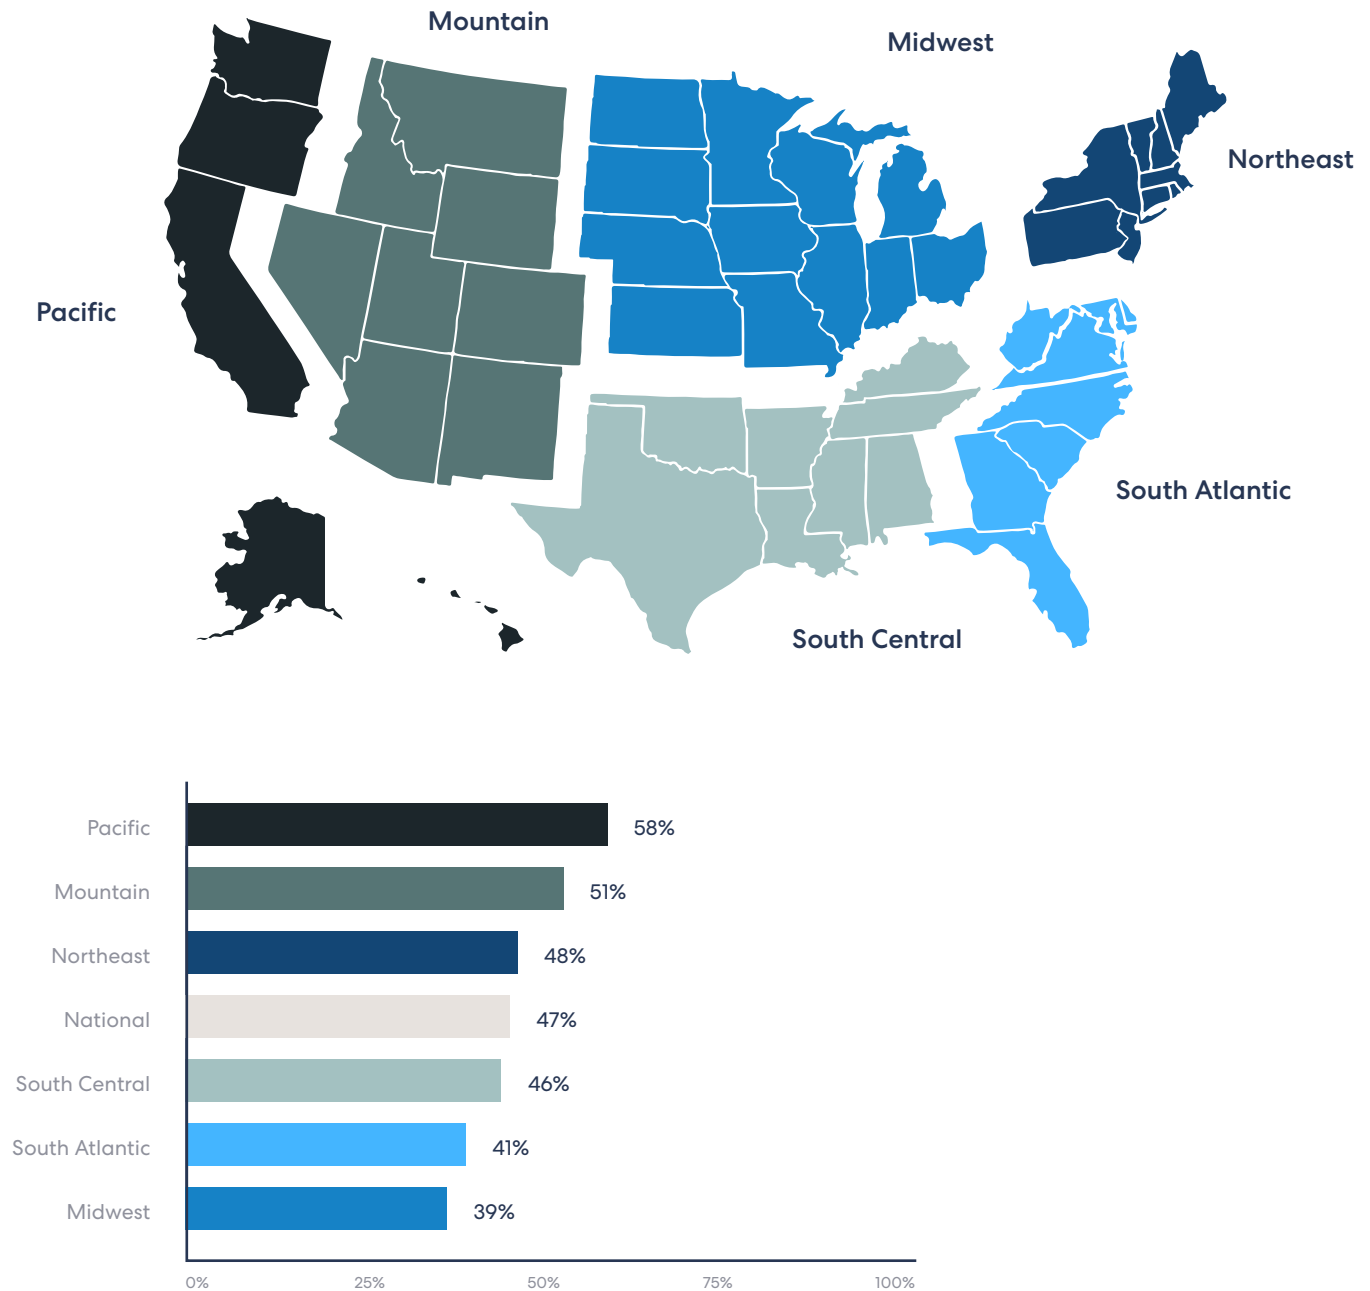 Mountain
Midwest
Northeast
Pacific
South Atlantic
South Central
Pacific 58%
Mountain 51%
Northeast 48%
National 47%
South Central 46%
South Atlantic 41%
Midwest 39%
0% 25% 50% 75% 100%